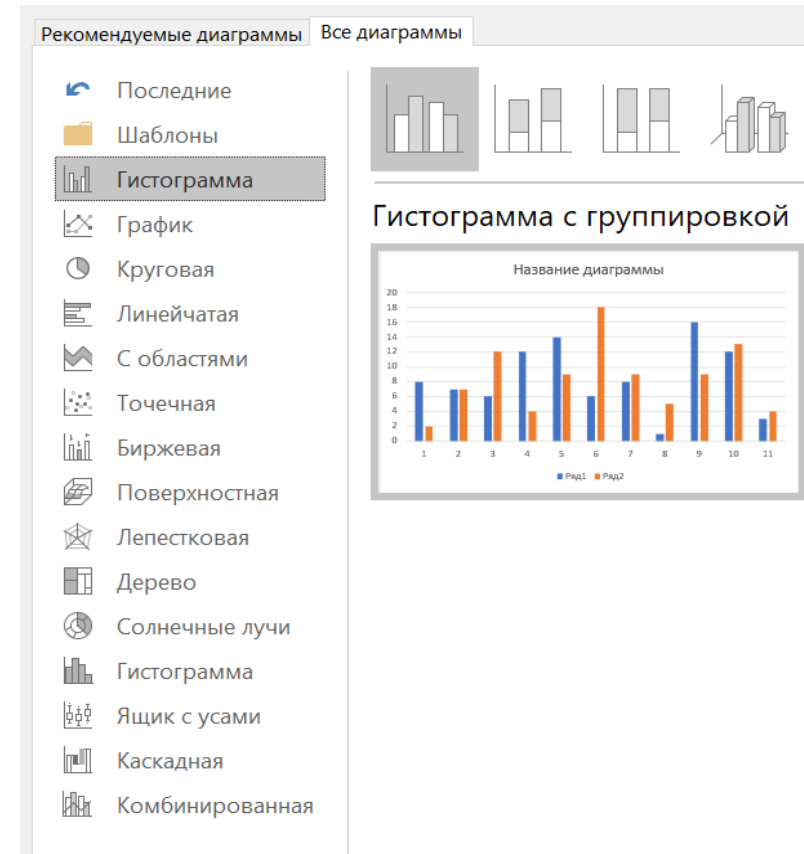 Рекомендуемые диаграммы
Все диаграммы
Последние
Шаблоны
Гистограмма
График
Круговая
Линейчатая
С областями
Точечная
Биржевая
Поверхностная
Лепестковая
Дерево
Солнечные лучи
Гистограмма
Ящик с усами
Каскадная
Комбинированная
Гистограмма с группировкой
Название диаграммы
20
18
16
14
12
10
8
6
4
2
0
1 2 3 4 5 6 7 8 9 10 11
Ряд1 Ряд2